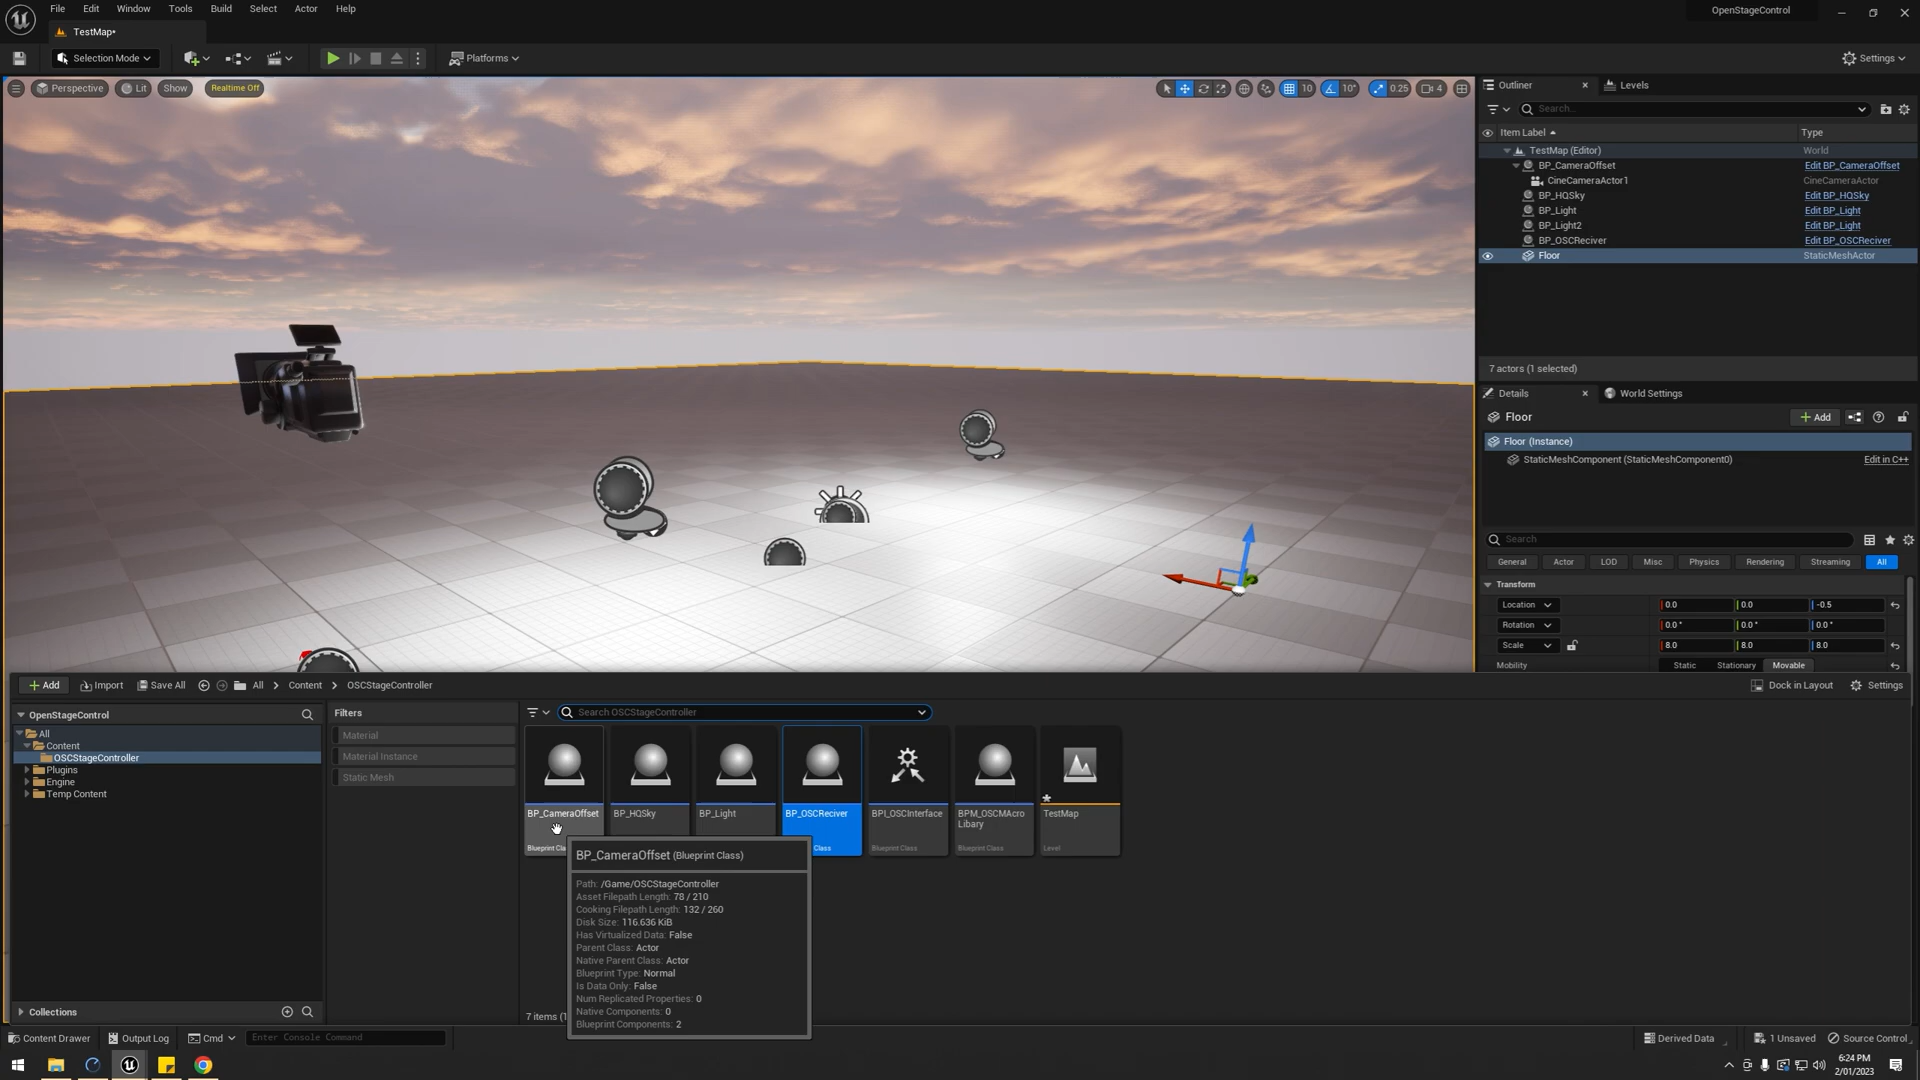 File Edit Window Tools Build Select Actor Help
OpenStageControl
TestMap•
Selection Mode
Platforms
Settings
Perspective Lit Show Realtime Off
10 10° 0.25 4
Outliner Levels
Search...
Item Label Type
TestMap (Editor) World
BP_CameraOffset Edit BP_CameraOffset
CineCameraActor1 CineCameraActor
BP_HQSky Edit BP_HQSky
BP_Light Edit BP_Light
BP_Light2 Edit BP_Light
BP_OSCReciver Edit BP_OSCReciver
Floor StaticMeshActor
7 actors (1 selected)
Details World Settings
Floor
Add
Floor (Instance)
StaticMeshComponent (StaticMeshComponent0) Edit in C++
Search
General Actor LOD Misc Physics Rendering Streaming All
Transform
Location 0.0 0.0 -0.5
Rotation 0.0 ° 0.0 ° 0.0 °
Scale 8.0 8.0 8.0
Mobility Static Stationary Movable
Add Import Save All All Content OSCStageController
Dock in Layout Settings
OpenStageControl
All
Content
OSCStageController
Plugins
Engine
Temp Content
Collections
Filters
Material
Material Instance
Static Mesh
Search OSCStageController
BP_CameraOffset
Blueprint Cla
BP_HQSky
BP_Light
BP_OSCReciver
Class
BPI_OSCInterface
Blueprint Class
BPM_OSCMAcro
Library
Blueprint Class
TestMap
Level
BP_CameraOffset (Blueprint Class)
Path: /Game/OSCStageController
Asset Filepath Length: 78 / 210
Cooking Filepath Length: 132 / 260
Disk Size: 116.636 KiB
Has Virtualized Data: False
Parent Class: Actor
Native Parent Class: Actor
Blueprint Type: Normal
Is Data Only: False
Num Replicated Properties: 0
Native Components: 0
Blueprint Components: 2
7 items (1
Content Drawer Output Log Cmd Enter Console Command
Derived Data 1 Unsaved Source Control
6:24 PM
2/01/2023